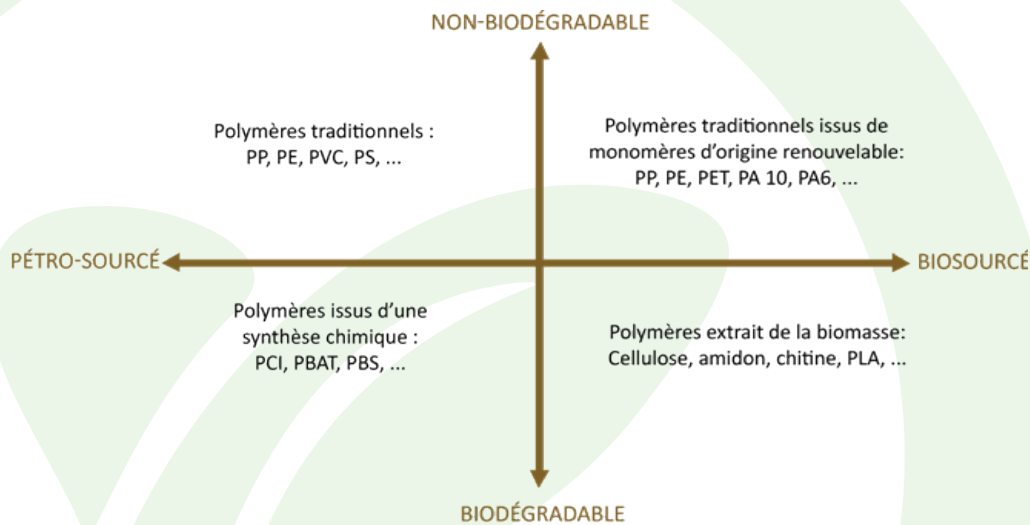 NON-BIODÉGRADABLE
Polymères traditionnels :
PP, PE, PVC, PS, ...
Polymères traditionnels issus de
monomères d'origine renouvelable:
PP, PE, PET, PA 10, PA6, ...
PÉTRO-SOURCÉ
BIOSOURCÉ
Polymères issus d'une
synthèse chimique :
PCI, PBAT, PBS, ...
Polymères extrait de la biomasse:
Cellulose, amidon, chitine, PLA, ...
BIODÉGRADABLE